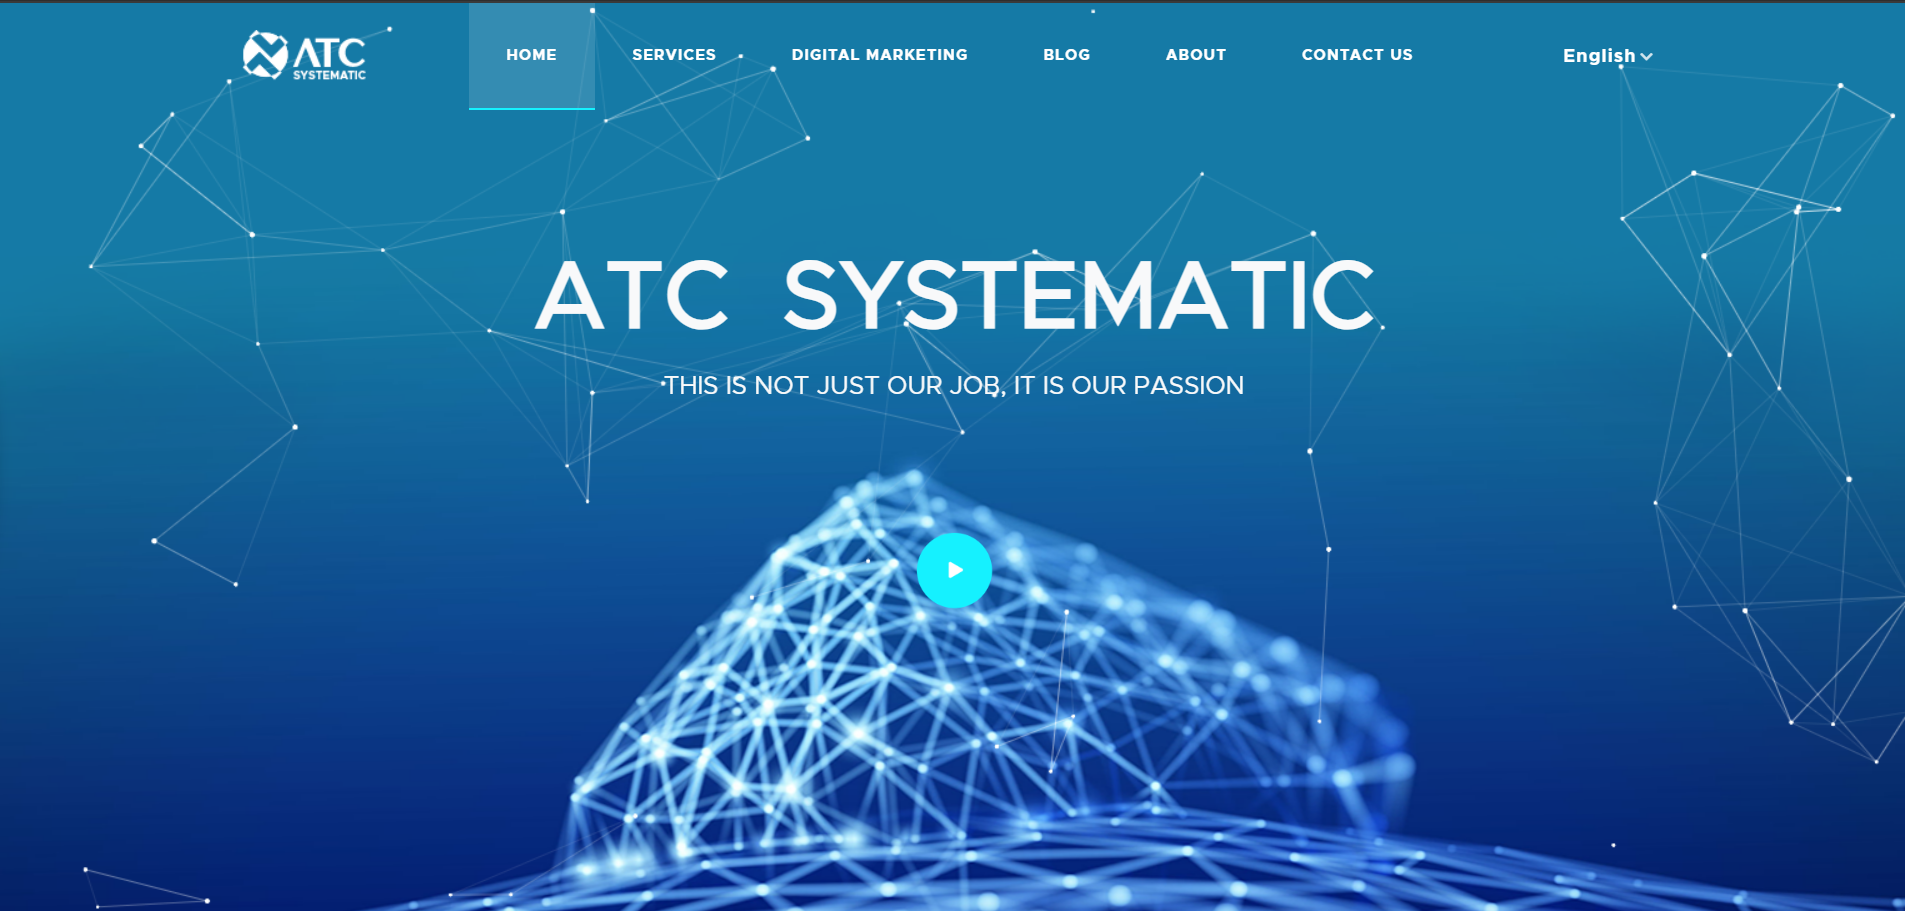 ATC
SYSTEMATIC
HOME
SERVICES
DIGITAL MARKETING
BLOG
ABOUT
CONTACT US
English
ATC SYSTEMATIC
THIS IS NOT JUST OUR JOB, IT IS OUR PASSION